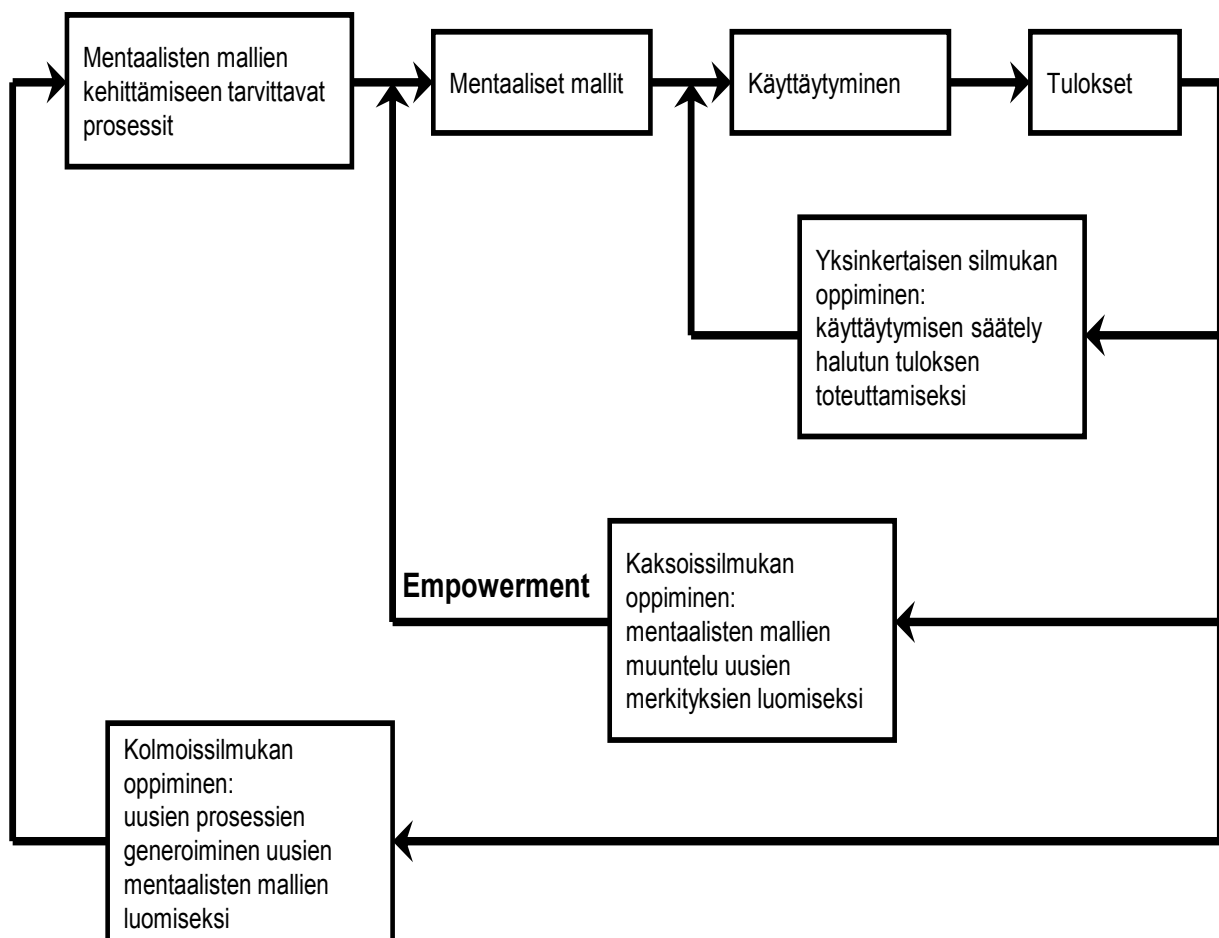 Mentaalisten mallien
kehittämiseen tarvittavat
prosessit
Mentaaliset mallit
Käyttäytyminen
Tulokset
Yksinkertaisen silmukan
oppiminen:
käyttäytymisen säätely
halutun tuloksen
toteuttamiseksi
Empowerment
Kaksoissilmukan
oppiminen:
mentaalisten mallien
muuntelu uusien
merkityksien luomiseksi
Kolmoissilmukan
oppiminen:
uusien prosessien
generoiminen uusien
mentaalisten mallien
luomiseksi